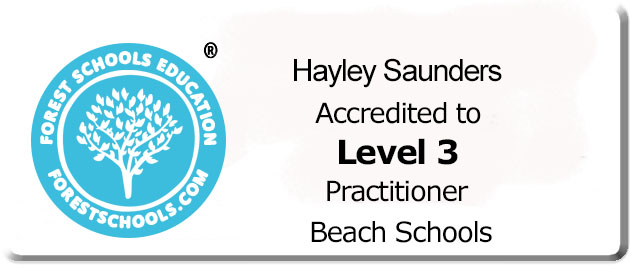 FOREST SCHOOLS EDUCATION
FORESTSCHOOLS.COM
®
Hayley Saunders
Accredited to
Level 3
Practitioner
Beach Schools